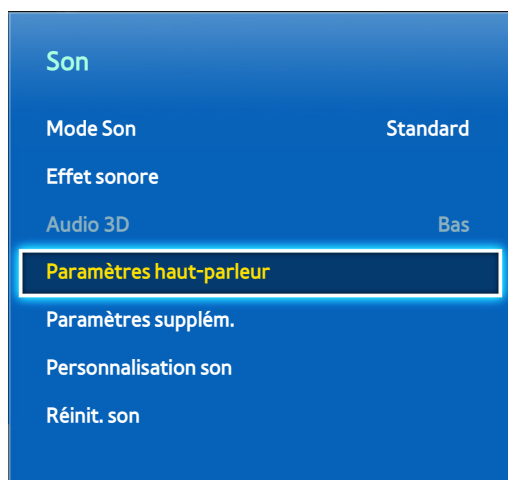 Son
Mode Son Standard
Effet sonore
Audio 3D Bas
Paramètres haut-parleur
Paramètres supplém.
Personnalisation son
Réinit. son